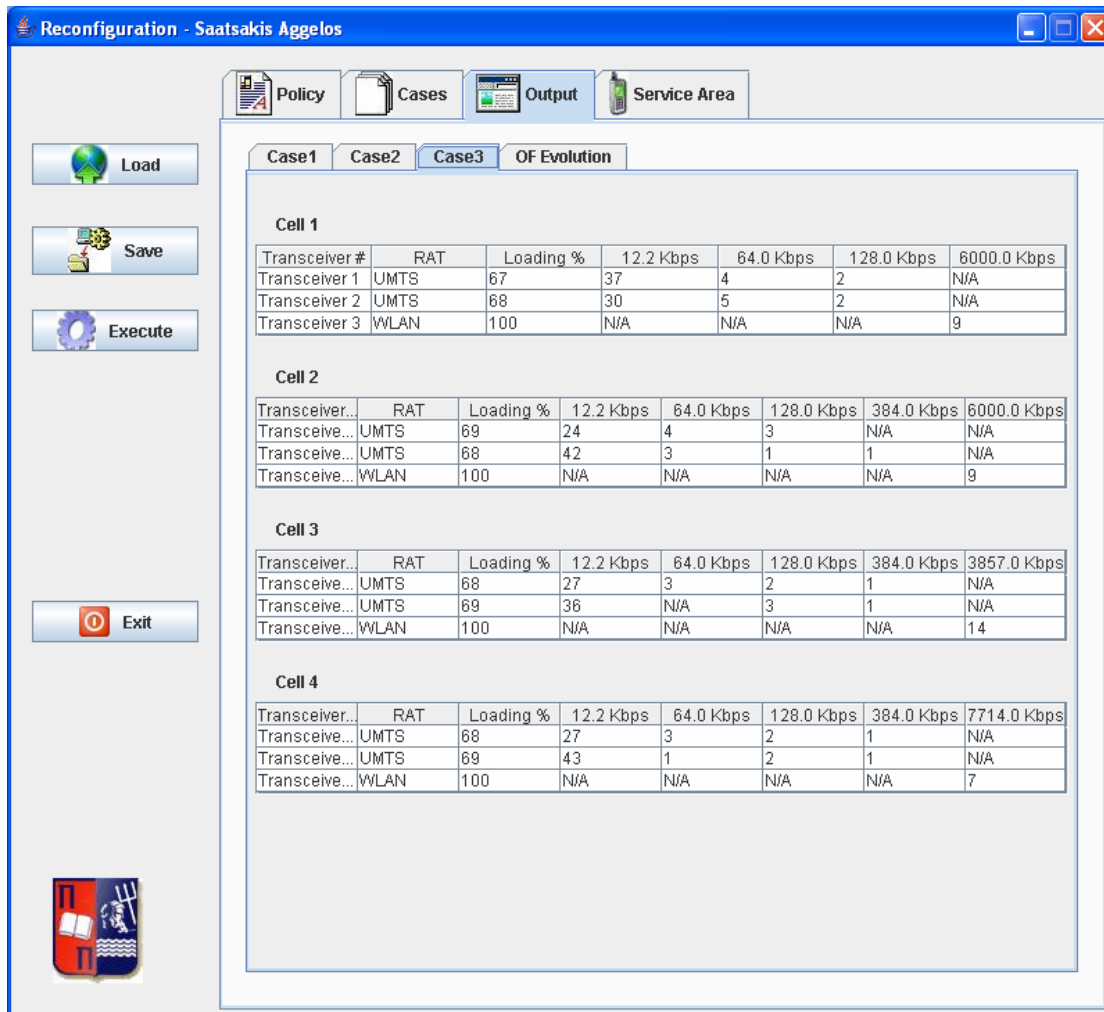 Reconfiguration - Saatsakis Aggelos
Policy Cases Output Service Area
Load
Save
Execute
Exit
Case1 Case2 Case3 OF Evolution
Cell 1
Transceiver # RAT Loading % 12.2 Kbps 64.0 Kbps 128.0 Kbps 6000.0 Kbps
Transceiver 1 UMTS 67 37 4 2 N/A
Transceiver 2 UMTS 68 30 5 2 N/A
Transceiver 3 WLAN 100 N/A N/A N/A 9
Cell 2
Transceiver... RAT Loading % 12.2 Kbps 64.0 Kbps 128.0 Kbps 384.0 Kbps 6000.0 Kbps
Transceive... UMTS 69 24 4 3 N/A N/A
Transceive... UMTS 68 42 3 1 1 N/A
Transceive... WLAN 100 N/A N/A N/A N/A 9
Cell 3
Transceiver... RAT Loading % 12.2 Kbps 64.0 Kbps 128.0 Kbps 384.0 Kbps 3857.0 Kbps
Transceive... UMTS 68 27 3 2 1 N/A
Transceive... UMTS 69 36 N/A 3 1 N/A
Transceive... WLAN 100 N/A N/A N/A N/A 14
Cell 4
Transceiver... RAT Loading % 12.2 Kbps 64.0 Kbps 128.0 Kbps 384.0 Kbps 7714.0 Kbps
Transceive... UMTS 68 27 3 2 1 N/A
Transceive... UMTS 69 43 1 2 1 N/A
Transceive... WLAN 100 N/A N/A N/A N/A 7
Π
Π